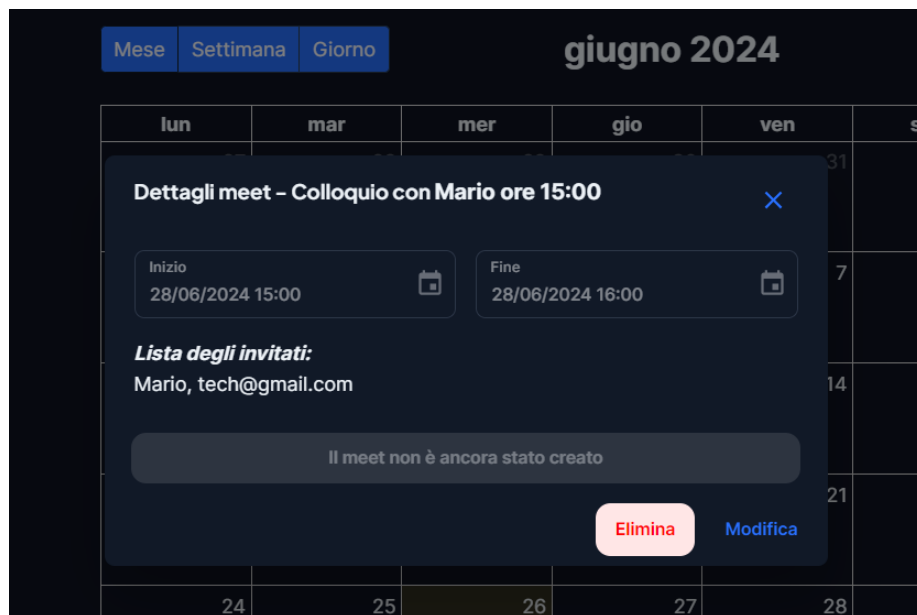 Mese Settimana Giorno giugno 2024
lun mar mer gio ven
31
Dettagli meet – Colloquio con Mario ore 15:00
Inizio Fine
28/06/2024 15:00 28/06/2024 16:00
7
Lista degli invitati:
Mario, tech@gmail.com
14
Il meet non è ancora stato creato
21
Elimina Modifica
24 25 26 27 28